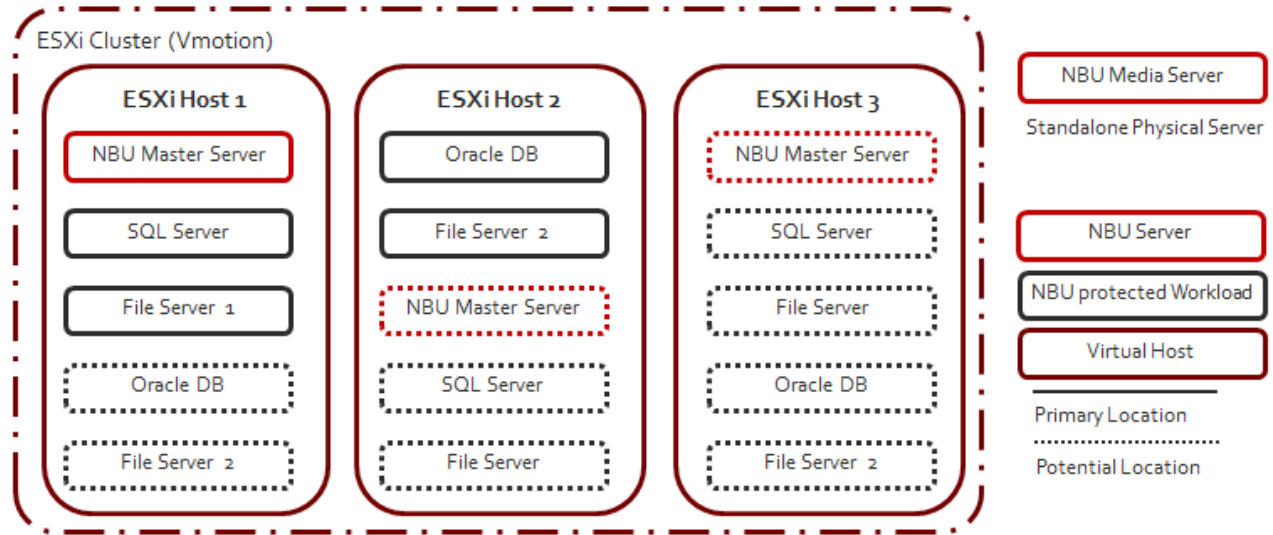 ESXi Cluster (Vmotion)
ESXi Host 1
NBU Master Server
SQL Server
File Server 1
Oracle DB
File Server 2
ESXi Host 2
Oracle DB
File Server 2
NBU Master Server
SQL Server
File Server
ESXi Host 3
NBU Master Server
SQL Server
File Server
Oracle DB
File Server 2
NBU Media Server
Standalone Physical Server
NBU Server
NBU protected Workload
Virtual Host
Primary Location
Potential Location